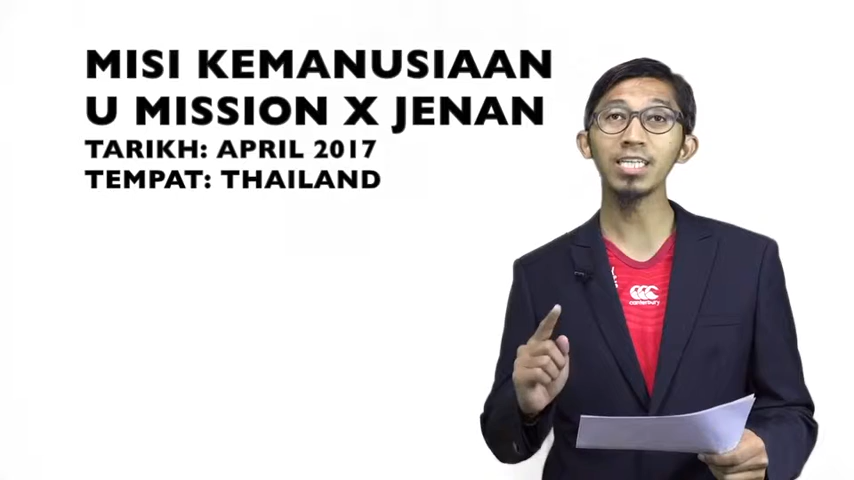 MISI KEMANUSIAAN
U MISSION X JENAN
TARIKH: APRIL 2017
TEMPAT: THAILAND
canterbury